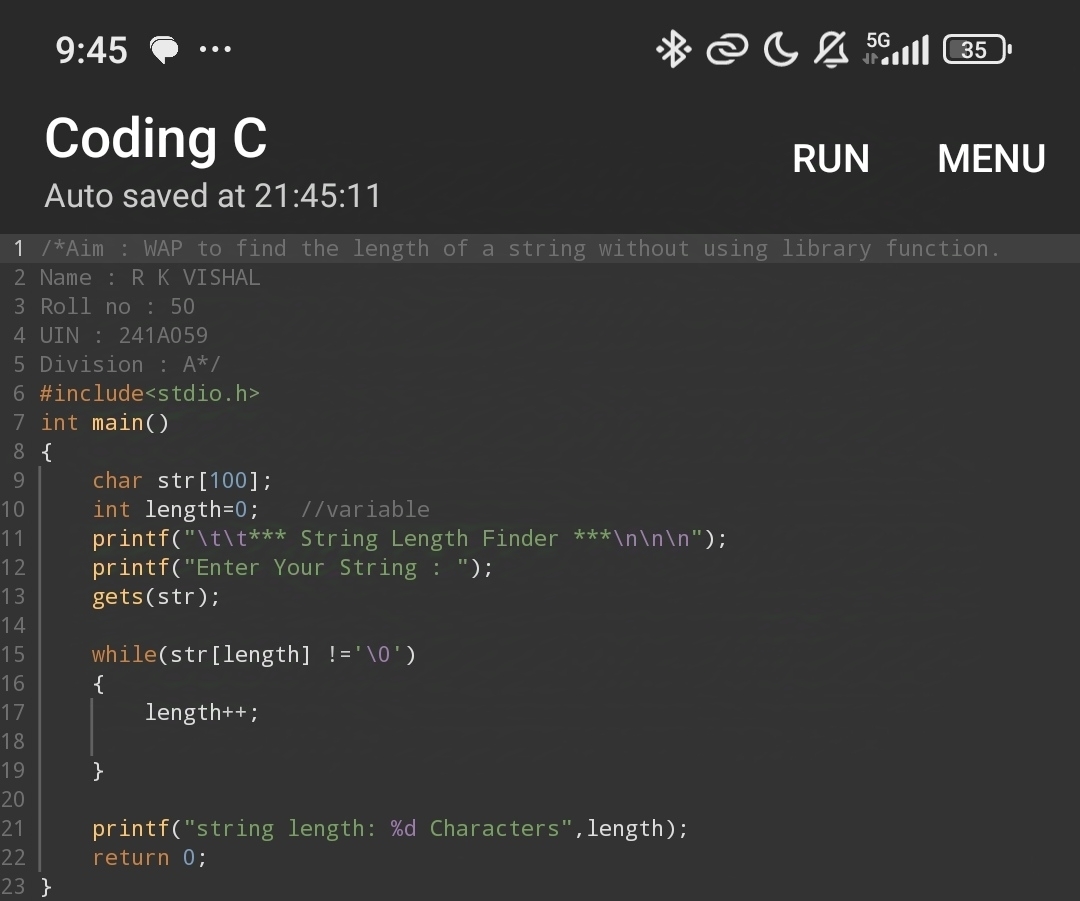 9:45 ... 5G 35
Coding C
RUN MENU
Auto saved at 21:45:11
1 /*Aim : WAP to find the length of a string without using library function.
2 Name : R K VISHAL
3 Roll no : 50
4 UIN : 241A059
5 Division : A*/
6 #include<stdio.h>
7 int main()
8 {
9     char str[100];
10     int length=0;   //variable
11     printf("\t\t*** String Length Finder ***\n\n\n");
12     printf("Enter Your String : ");
13     gets(str);
14
15     while(str[length] !='\0')
16     {
17         length++;
18
19     }
20
21     printf("string length: %d Characters",length);
22     return 0;
23 }